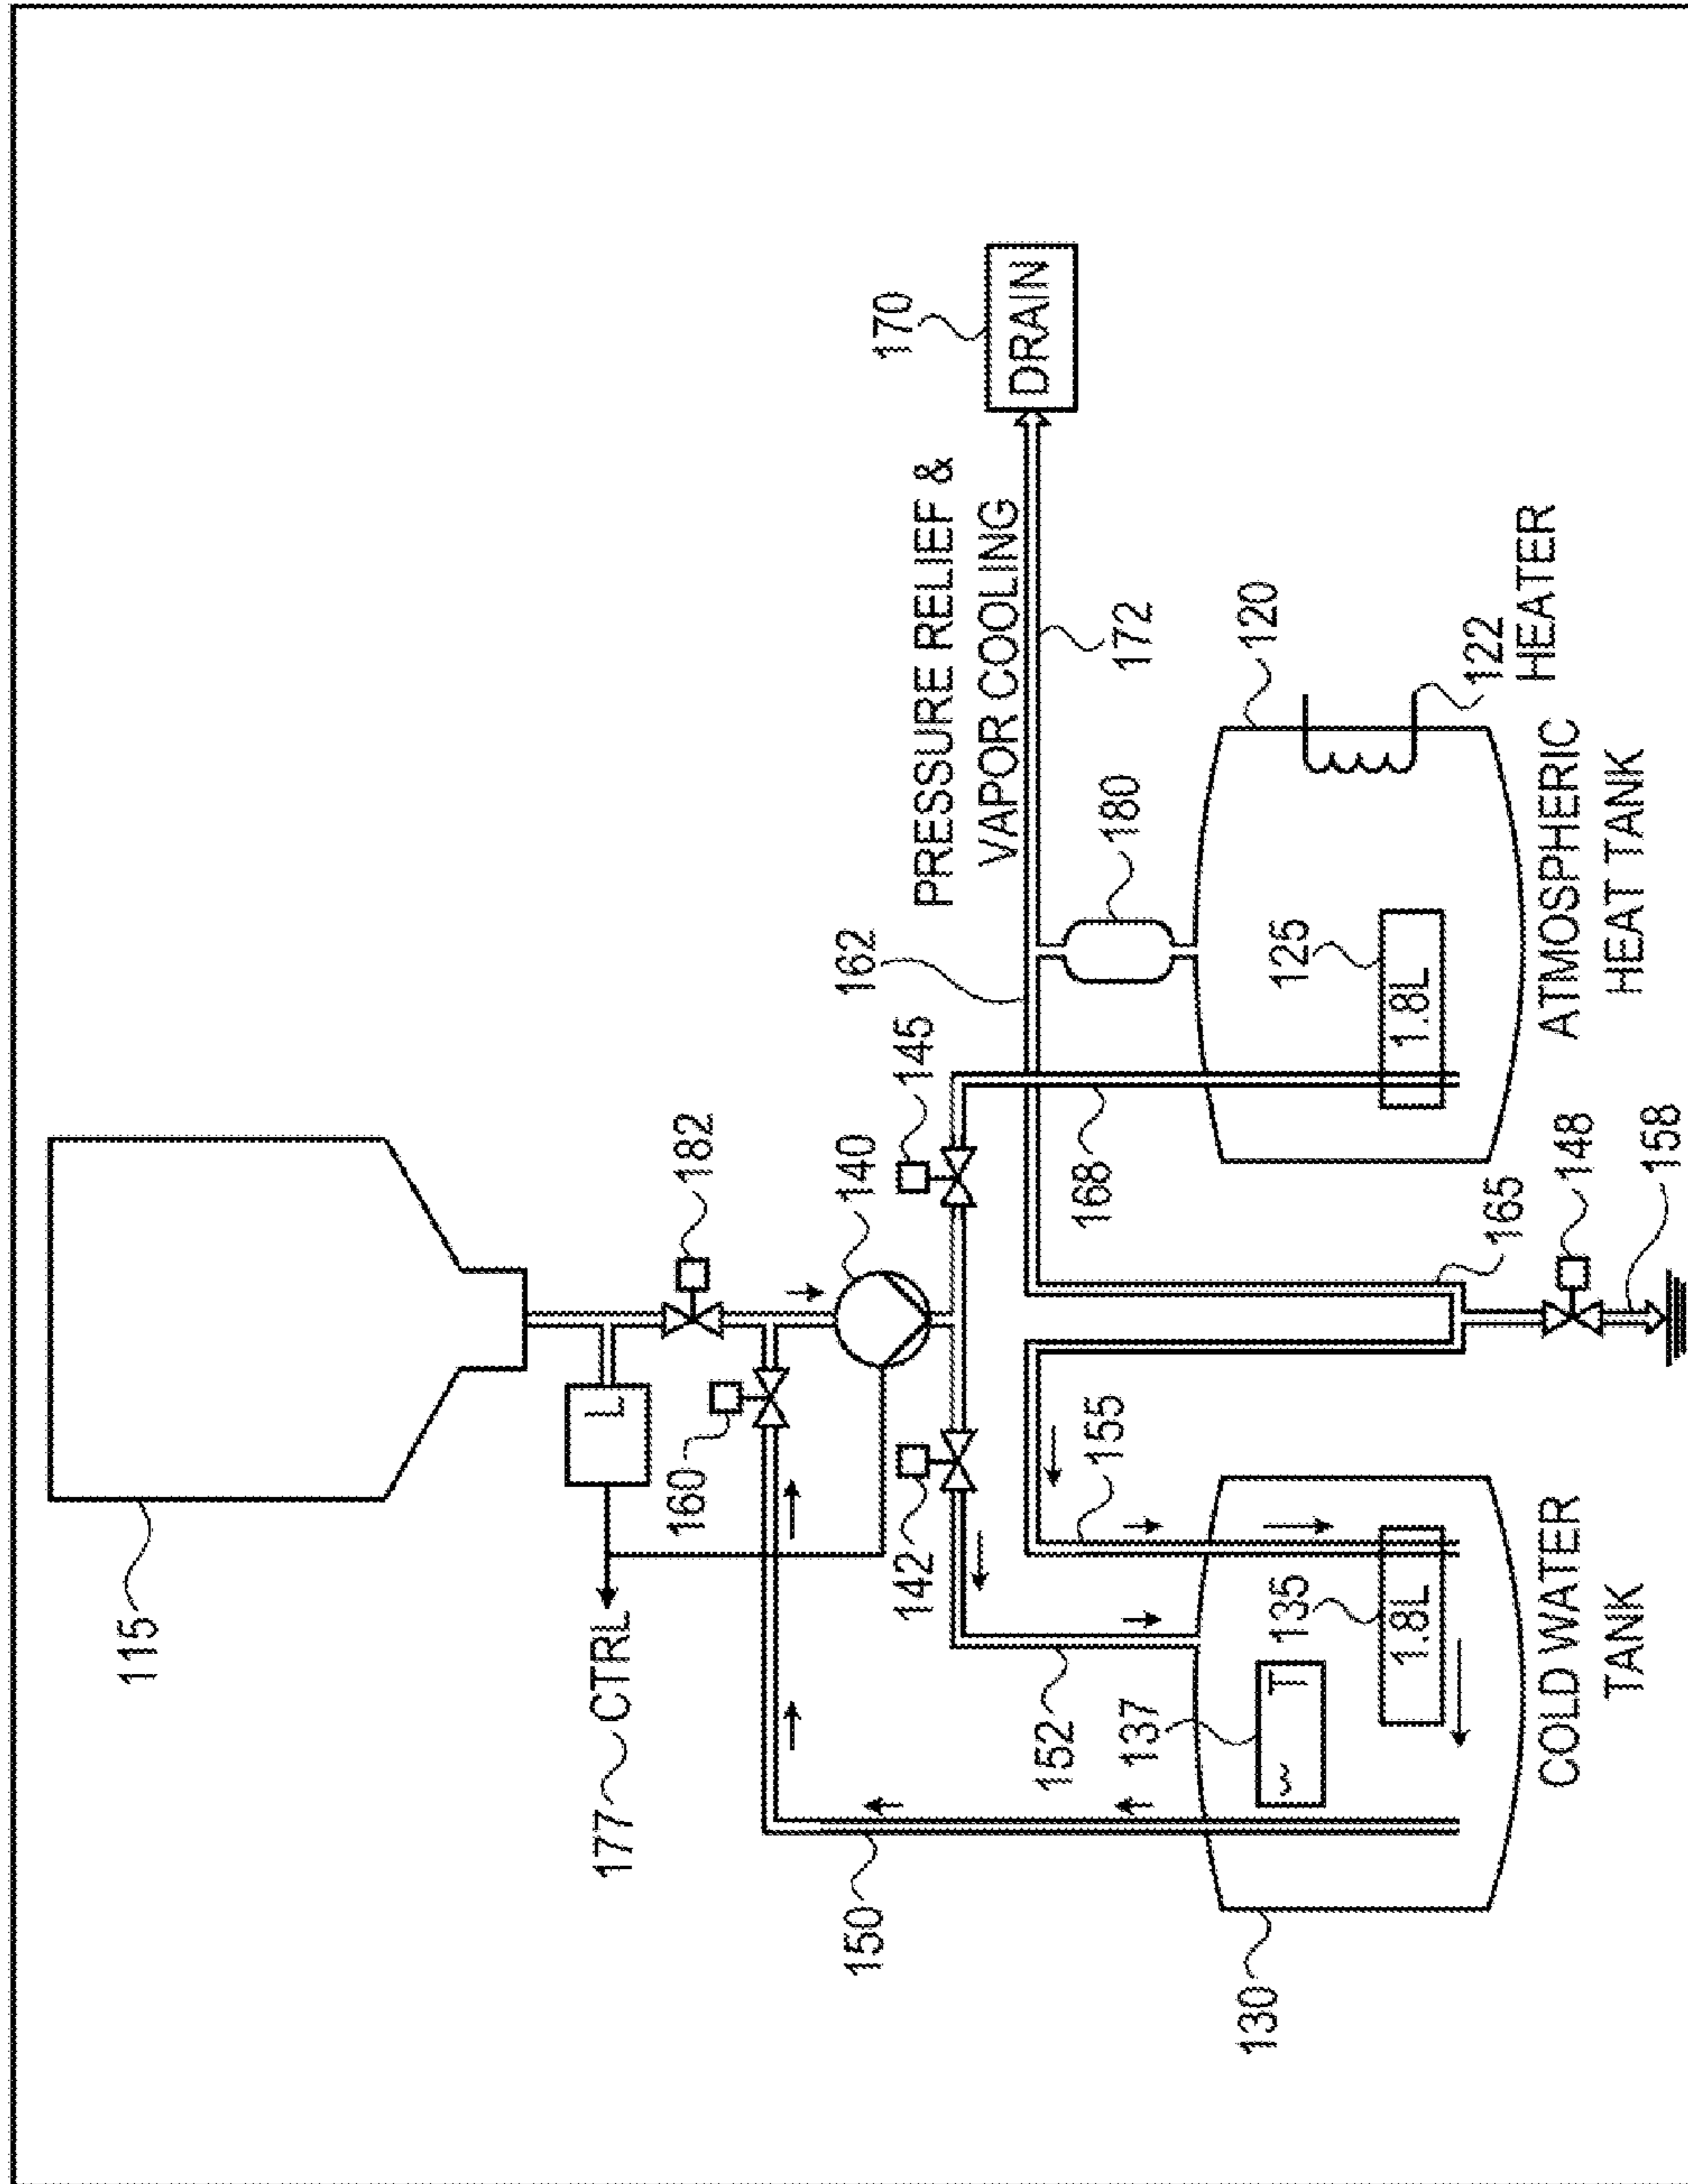 115
L
182
177 CTRL
160
140
150
142
145
162
PRESSURE RELIEF &
VAPOR COOLING
170
DRAIN
152
155
168
180
172
137
T
135
1.8L
165
125
1.8L
120
122
HEATER
130
COLD WATER
TANK
148
158
ATMOSPHERIC
HEAT TANK